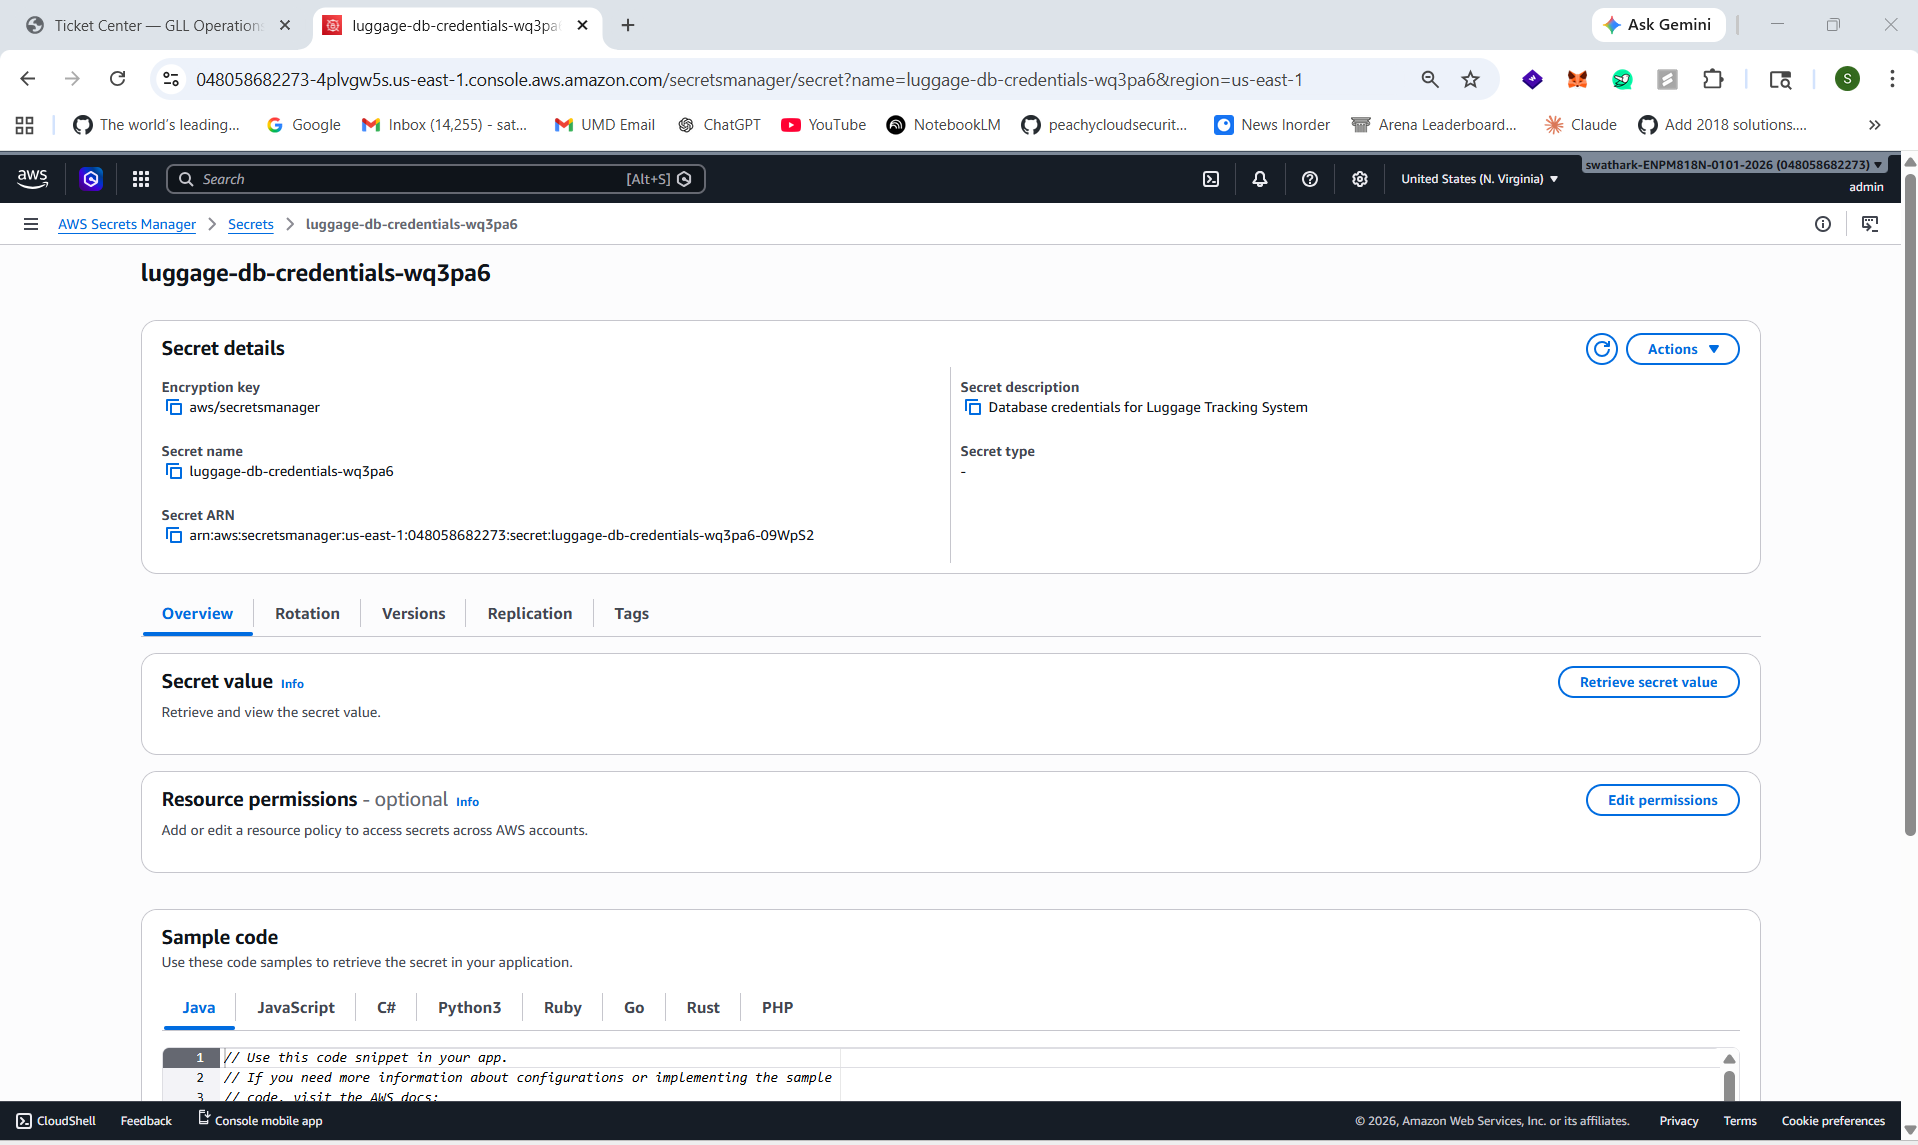 Ticket Center — GLL Operation
luggage-db-credentials-wq3pa
Ask Gemini
048058682273-4plvgw5s.us-east-1.console.aws.amazon.com/secretsmanager/secret?name=luggage-db-credentials-wq3pa6&region=us-east-1
S
The world's leading...
Google
Inbox (14,255) - sat...
UMD Email
ChatGPT
YouTube
NotebookLM
peachycloudsecurit...
News Inorder
Arena Leaderboard...
Claude
Add 2018 solutions....
aws
Search
[Alt+S]
United States (N. Virginia)
swathark-ENPM818N-0101-2026 (048058682273)
admin
AWS Secrets Manager
Secrets
luggage-db-credentials-wq3pa6
luggage-db-credentials-wq3pa6
Secret details
Actions
Encryption key
aws/secretsmanager
Secret name
luggage-db-credentials-wq3pa6
Secret ARN
arn:aws:secretsmanager:us-east-1:048058682273:secret:luggage-db-credentials-wq3pa6-09WpS2
Secret description
Database credentials for Luggage Tracking System
Secret type
-
Overview
Rotation
Versions
Replication
Tags
Secret value Info
Retrieve secret value
Retrieve and view the secret value.
Resource permissions - optional Info
Edit permissions
Add or edit a resource policy to access secrets across AWS accounts.
Sample code
Use these code samples to retrieve the secret in your application.
Java
JavaScript
C#
Python3
Ruby
Go
Rust
PHP
1 // Use this code snippet in your app.
2 // If you need more information about configurations or implementing the sample
3 // code, visit the AWS docs:
CloudShell
Feedback
Console mobile app
© 2026, Amazon Web Services, Inc. or its affiliates.
Privacy
Terms
Cookie preferences